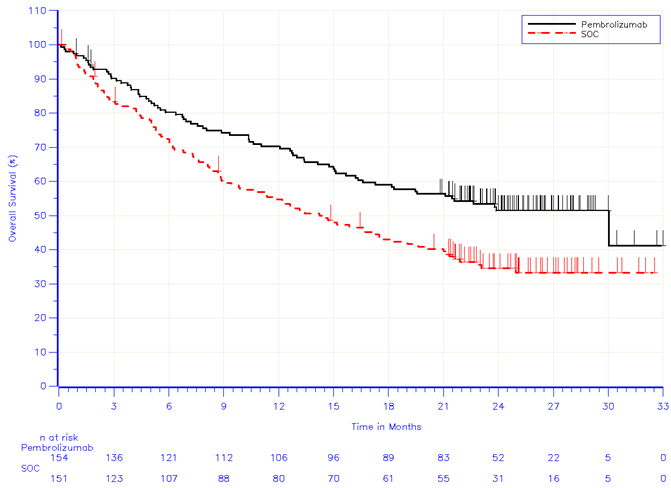 110
100
90
80
70
60
50
40
30
20
10
0
Overall Survival (%)
Pembrolizumab
SOC
0 3 6 9 12 15 18 21 24 27 30 33
Time in Months
n at risk
Pembrolizumab
154 136 121 112 106 96 89 83 52 22 5 0
SOC
151 123 107 88 80 70 61 55 31 16 5 0